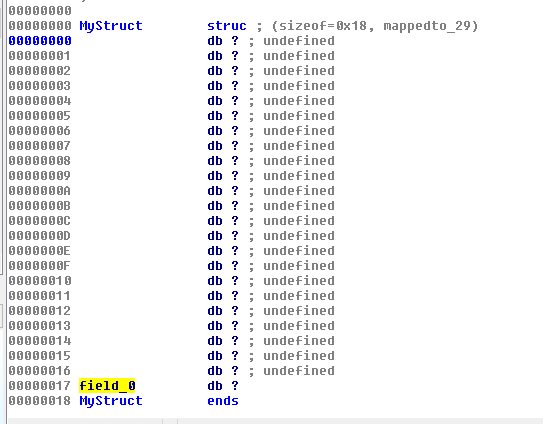 00000000
00000000 MyStruct struc ; (sizeof=0x18, mappedto_29)
00000000 db ? ; undefined
00000001 db ? ; undefined
00000002 db ? ; undefined
00000003 db ? ; undefined
00000004 db ? ; undefined
00000005 db ? ; undefined
00000006 db ? ; undefined
00000007 db ? ; undefined
00000008 db ? ; undefined
00000009 db ? ; undefined
0000000A db ? ; undefined
0000000B db ? ; undefined
0000000C db ? ; undefined
0000000D db ? ; undefined
0000000E db ? ; undefined
0000000F db ? ; undefined
00000010 db ? ; undefined
00000011 db ? ; undefined
00000012 db ? ; undefined
00000013 db ? ; undefined
00000014 db ? ; undefined
00000015 db ? ; undefined
00000016 db ? ; undefined
00000017 field_0 db ?
00000018 MyStruct ends